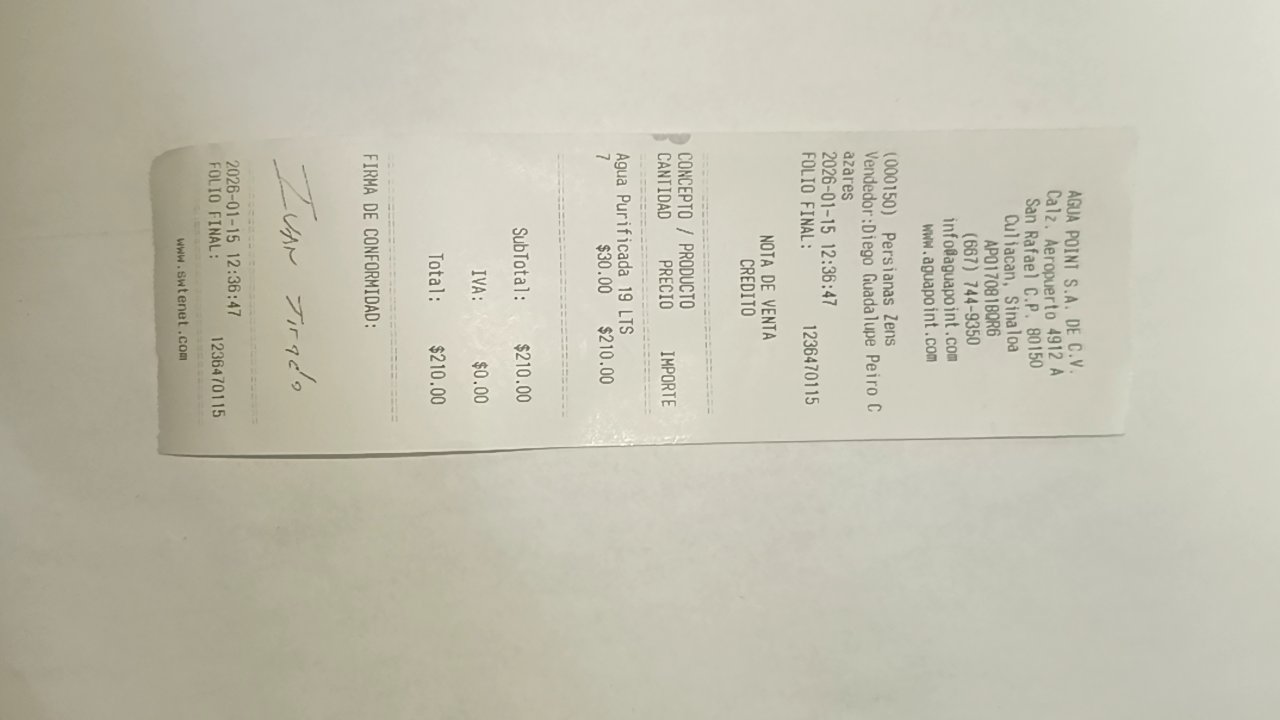 AGUA POINT S.A. DE C.V.
Calz. Aeropuerto 4912 A
San Rafael C.P. 80150
Culiacan, Sinaloa
APO170818QR6
(667) 744-9350
info@aguapoint.com
www.aguapoint.com
(000150) Persianas Zens
Vendedor:Diego Guadalupe Peiro C
azares
2026-01-15 12:36:47
FOLIO FINAL: 1236470115
NOTA DE VENTA
CREDITO
CONCEPTO / PRODUCTO
CANTIDAD PRECIO IMPORTE
Agua Purificada 19 LTS
7 $30.00 $210.00
SubTotal: $210.00
IVA: $0.00
Total: $210.00
FIRMA DE CONFORMIDAD:
IVAN TIrado
2026-01-15 12:36:47
FOLIO FINAL: 1236470115
www.swtenet.com